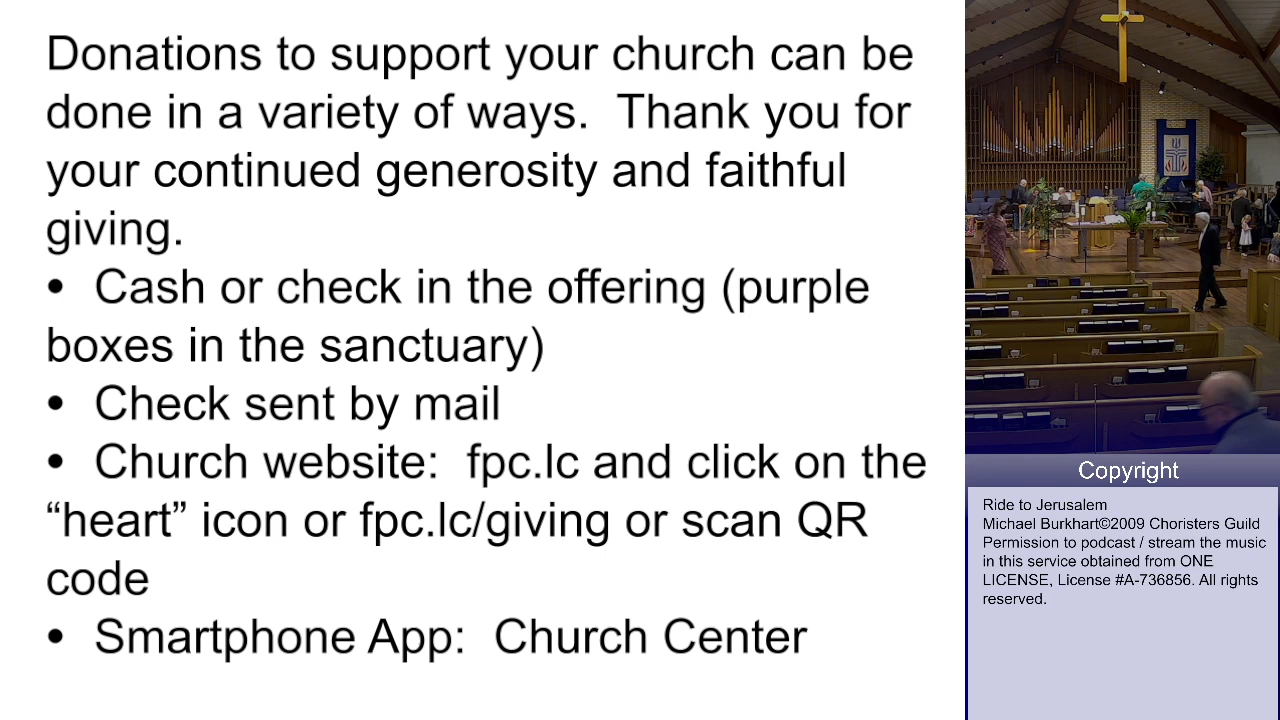 Donations to support your church can be
done in a variety of ways.  Thank you for
your continued generosity and faithful
giving.
•  Cash or check in the offering (purple
boxes in the sanctuary)
•  Check sent by mail
•  Church website:  fpc.lc and click on the
“heart” icon or fpc.lc/giving or scan QR
code
•  Smartphone App:  Church Center
Copyright
Ride to Jerusalem
Michael Burkhart©2009 Choristers Guild
Permission to podcast / stream the music
in this service obtained from ONE
LICENSE, License #A-736856. All rights
reserved.